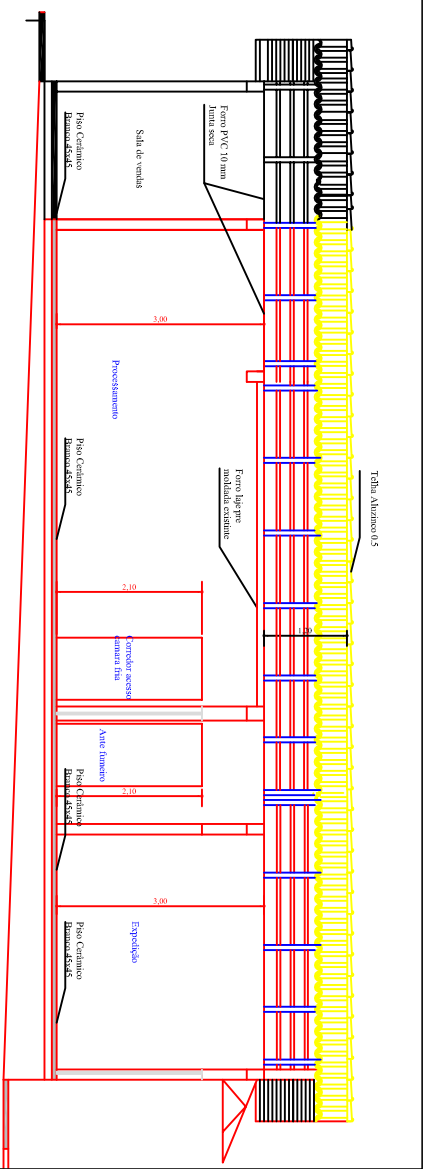 Telha Aluzinco 0.5
Forro PVC 10 mm
Junta seca
Forro laje pre
moldada existinte
1,20
Sala de vendas
3,00
Processamento
2,10
Corredor acesso
camara fria
Ante fumeiro
2,10
3,00
Expedição
Piso Cerâmico
Branco 45x45
Piso Cerâmico
Branco 45x45
Piso Cerâmico
Branco 45x45
Piso Cerâmico
Branco 45x45